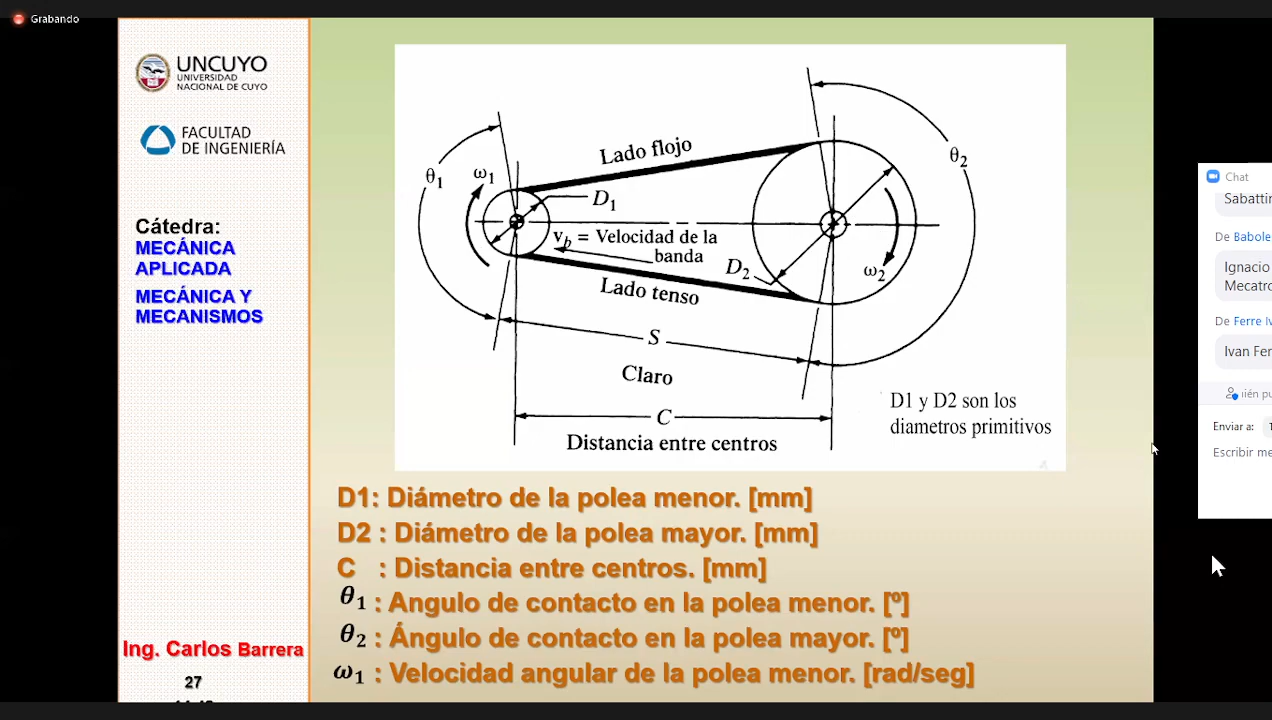 Grabando
UNCUYO
UNIVERSIDAD
NACIONAL DE CUYO
FACULTAD
DE INGENIERÍA
Cátedra:
MECÁNICA
APLICADA
MECÁNICA Y
MECANISMOS
Ing. Carlos Barrera
27
Lado flojo
θ1
ω1
θ2
D1
vb = Velocidad de la
banda
D2
ω2
Lado tenso
S
Claro
C
Distancia entre centros
D1 y D2 son los
diametros primitivos
D1: Diámetro de la polea menor. [mm]
D2 : Diámetro de la polea mayor. [mm]
C : Distancia entre centros. [mm]
θ1 : Angulo de contacto en la polea menor. [º]
θ2 : Ángulo de contacto en la polea mayor. [º]
ω1 : Velocidad angular de la polea menor. [rad/seg]
Chat
De Babole
Ignacio
De Ferre
Ivan
Enviar a:
Escribir